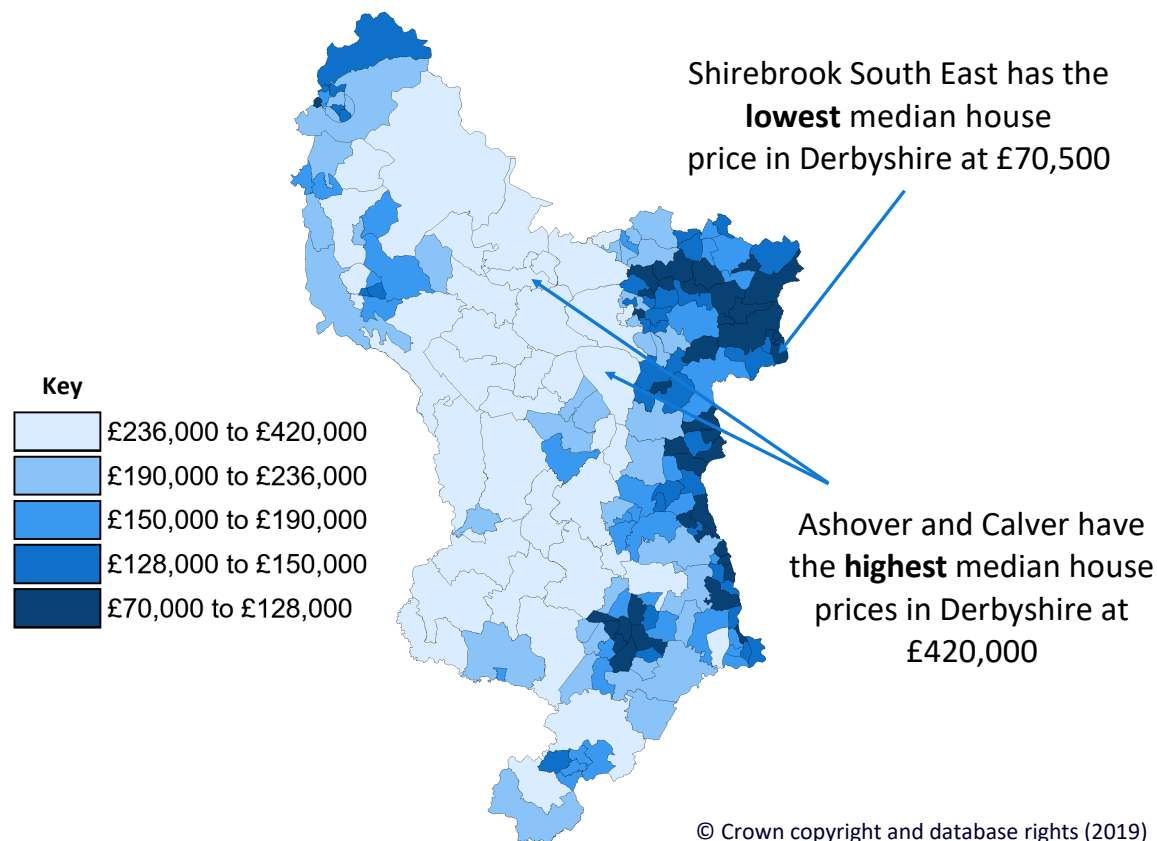 Shirebrook South East has the
lowest median house
price in Derbyshire at £70,500
Key
£236,000 to £420,000
£190,000 to £236,000
£150,000 to £190,000
£128,000 to £150,000
£70,000 to £128,000
Ashover and Calver have
the highest median house
prices in Derbyshire at
£420,000
© Crown copyright and database rights (2019)